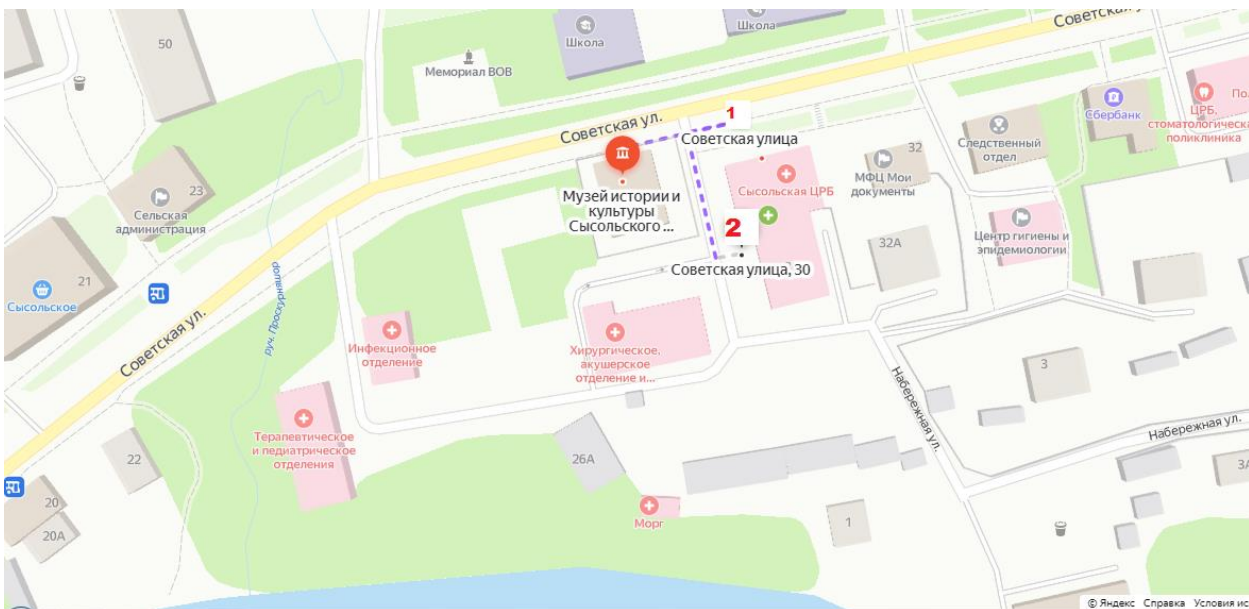 50
Школа
Школа
Советская у
Мемориал ВОВ
Советская ул.
1
Советская улица
Сбербанк
ЦРБ,
стоматологическа
поликлиника
По
Следственный
отдел
32
МФЦ Мои
документы
Сысольская ЦРБ
Музей истории и
культуры
Сысольского ...
23
Сельская
администрация
2
32А
Центр гигиены и
эпидемиологии
Советская улица, 30
21
Сысольское
руч. Проскурнятшор
Советская ул.
Инфекционное
отделение
Хирургическое,
акушерское
отделение и...
3
Набережная ул.
Набережная ул.
Терапевтическое
и педиатрическое
отделения
22
26А
3А
20
20А
Морг
1
© Яндекс Справка Условия ис